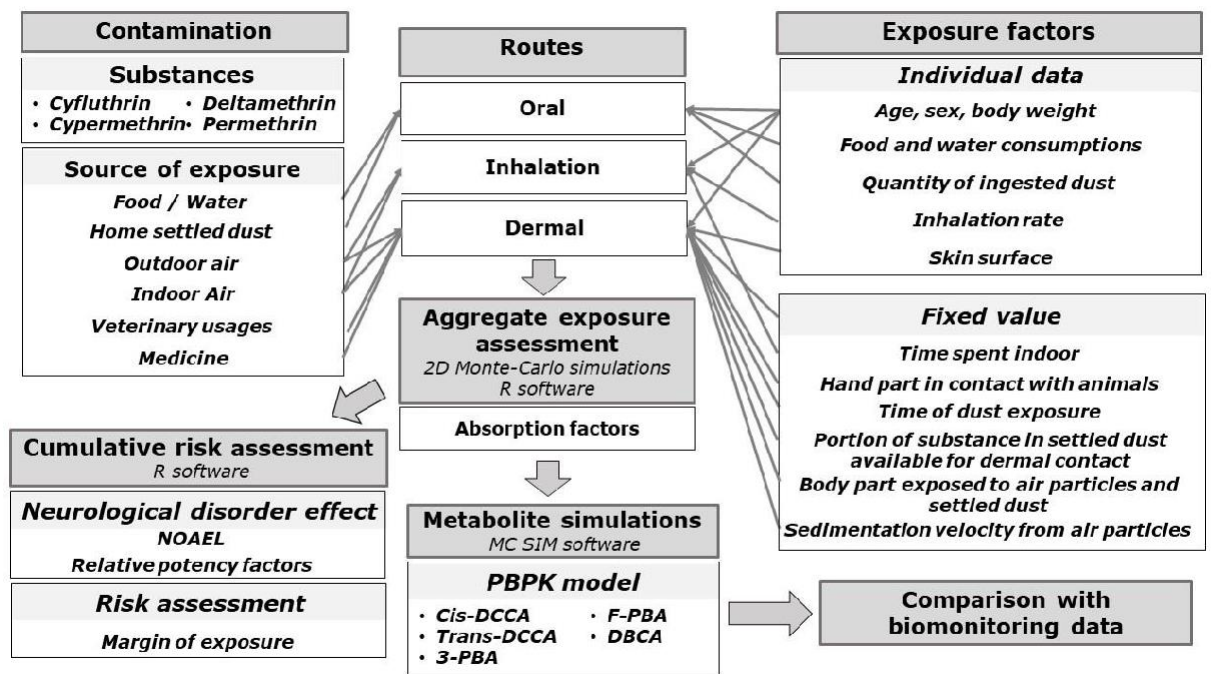 Contamination
Substances
• Cyfluthrin • Deltamethrin
• Cypermethrin • Permethrin
Source of exposure
Food / Water
Home settled dust
Outdoor air
Indoor Air
Veterinary usages
Medicine
Routes
Oral
Inhalation
Dermal
Exposure factors
Individual data
Age, sex, body weight
Food and water consumptions
Quantity of ingested dust
Inhalation rate
Skin surface
Fixed value
Time spent indoor
Hand part in contact with animals
Time of dust exposure
Portion of substance in settled dust
available for dermal contact
Body part exposed to air particles and
settled dust
Sedimentation velocity from air particles
Aggregate exposure
assessment
2D Monte-Carlo simulations
R software
Absorption factors
Cumulative risk assessment
R software
Neurological disorder effect
NOAEL
Relative potency factors
Risk assessment
Margin of exposure
Metabolite simulations
MC SIM software
PBPK model
• Cis-DCCA • F-PBA
• Trans-DCCA • DBCA
• 3-PBA
Comparison with
biomonitoring data